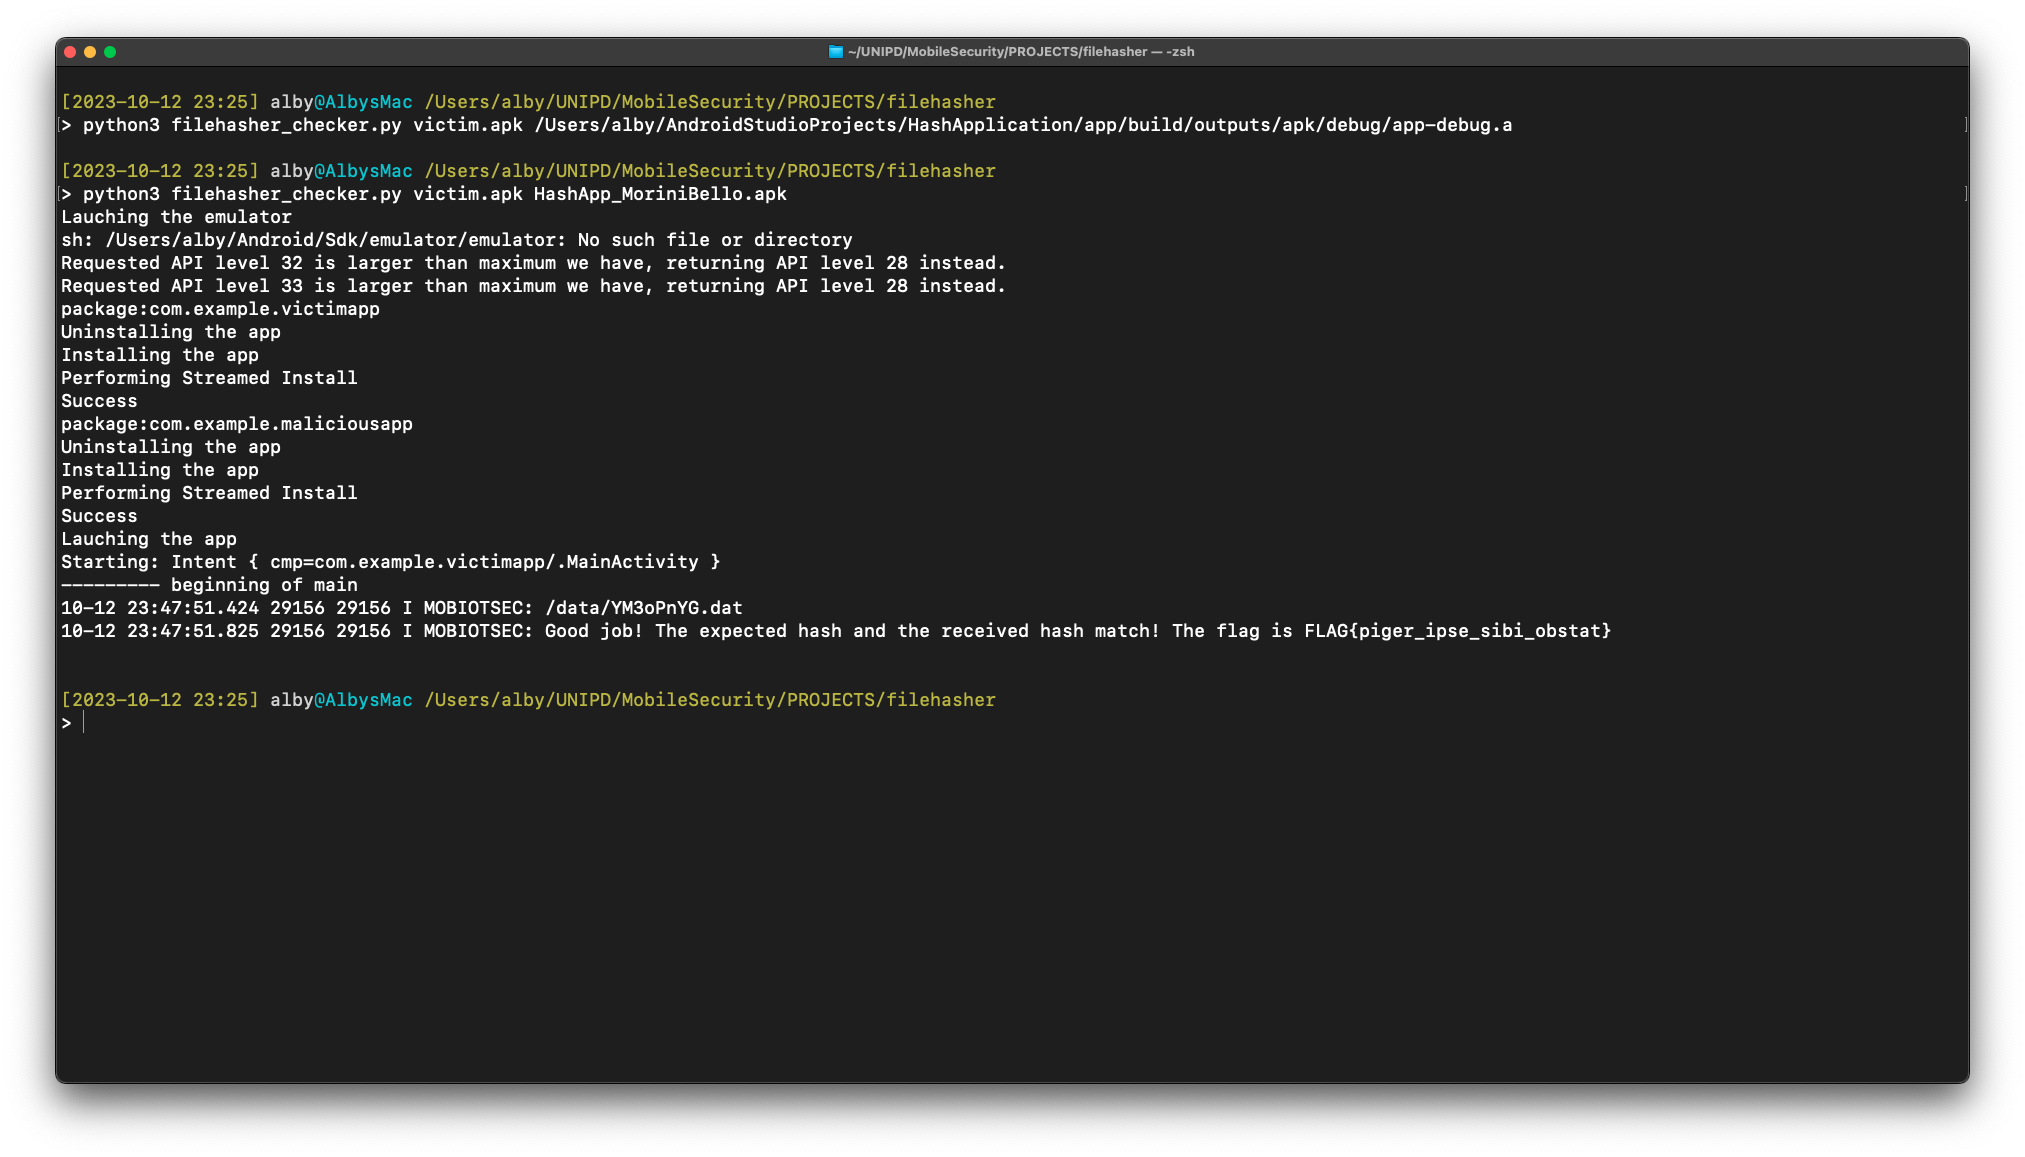 ~/UNIPD/MobileSecurity/PROJECTS/filehasher — -zsh
[2023-10-12 23:25] alby@AlbysMac /Users/alby/UNIPD/MobileSecurity/PROJECTS/filehasher
[> python3 filehasher_checker.py victim.apk /Users/alby/AndroidStudioProjects/HashApplication/app/build/outputs/apk/debug/app-debug.a ]
[2023-10-12 23:25] alby@AlbysMac /Users/alby/UNIPD/MobileSecurity/PROJECTS/filehasher
[> python3 filehasher_checker.py victim.apk HashApp_MoriniBello.apk ]
Lauching the emulator
sh: /Users/alby/Android/Sdk/emulator/emulator: No such file or directory
Requested API level 32 is larger than maximum we have, returning API level 28 instead.
Requested API level 33 is larger than maximum we have, returning API level 28 instead.
package:com.example.victimapp
Uninstalling the app
Installing the app
Performing Streamed Install
Success
package:com.example.maliciousapp
Uninstalling the app
Installing the app
Performing Streamed Install
Success
Lauching the app
Starting: Intent { cmp=com.example.victimapp/.MainActivity }
--------- beginning of main
10-12 23:47:51.424 29156 29156 I MOBIOTSEC: /data/YM3oPnYG.dat
10-12 23:47:51.825 29156 29156 I MOBIOTSEC: Good job! The expected hash and the received hash match! The flag is FLAG{piger_ipse_sibi_obstat}
[2023-10-12 23:25] alby@AlbysMac /Users/alby/UNIPD/MobileSecurity/PROJECTS/filehasher
>